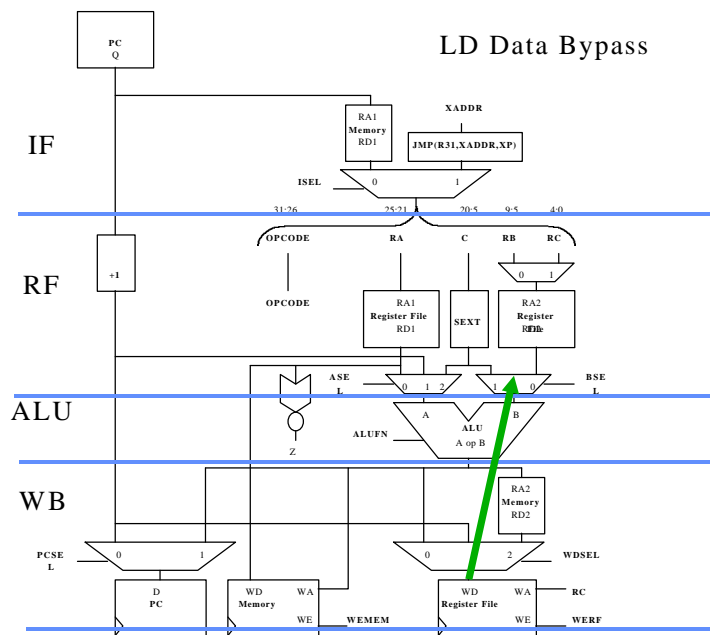 PC
Q
LD Data Bypass
XADDR
RA1
Memory
RD1
JMP(R31,XADDR,XP)
IF
ISEL
0 1
31:26 25:21 20:5 9:5 4:0
OPCODE RA C RB RC
+1
0 1
RF
OPCODE
RA1
Register File
RD1
SEXT
RA2
Register
File
ASE
L
0 1 2
1 0
BSE
L
ALU
A
B
ALU
A op B
ALUFN
Z
WB
RA2
Memory
RD2
PCSE
L
0 1
0 2
WDSEL
D
PC
WD
Memory
WA
WE
WEMEM
WD
Register File
WA
WE
RC
WERF